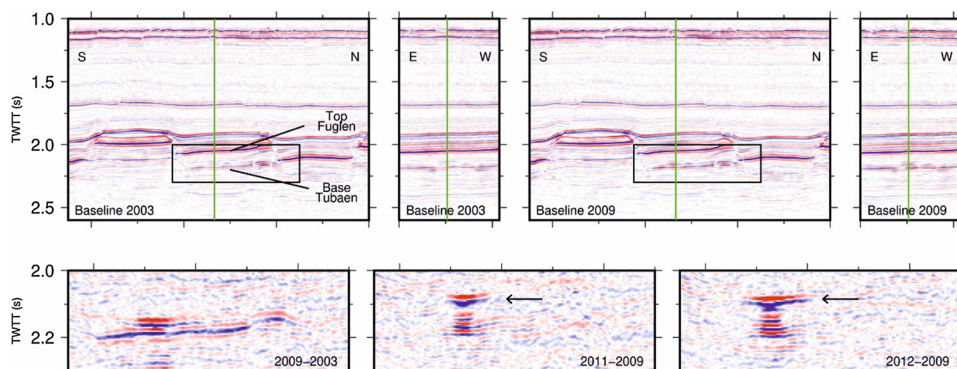 1.0
1.5
2.0
2.5
TWTT (s)
S
N
Top
Fuglen
Base
Tubaen
Baseline 2003
E
W
Baseline 2003
S
N
Baseline 2009
E
W
Baseline 2009
2.0
2.2
TWTT (s)
2009–2003
2011–2009
2012–2009